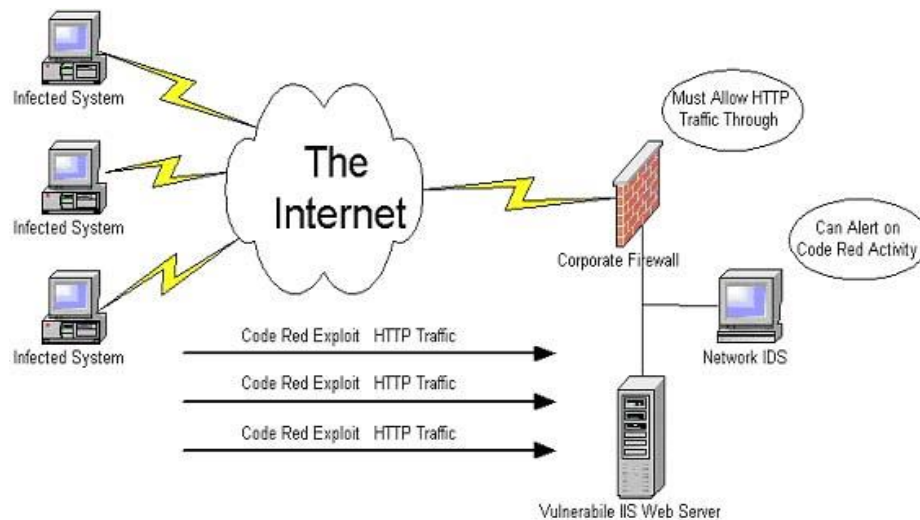 Infected System
Infected System
Infected System
The
Internet
Must Allow HTTP
Traffic Through
Corporate Firewall
Can Alert on
Code Red Activity
Network IDS
Code Red Exploit HTTP Traffic
Code Red Exploit HTTP Traffic
Code Red Exploit HTTP Traffic
Vulnerabile IIS Web Server